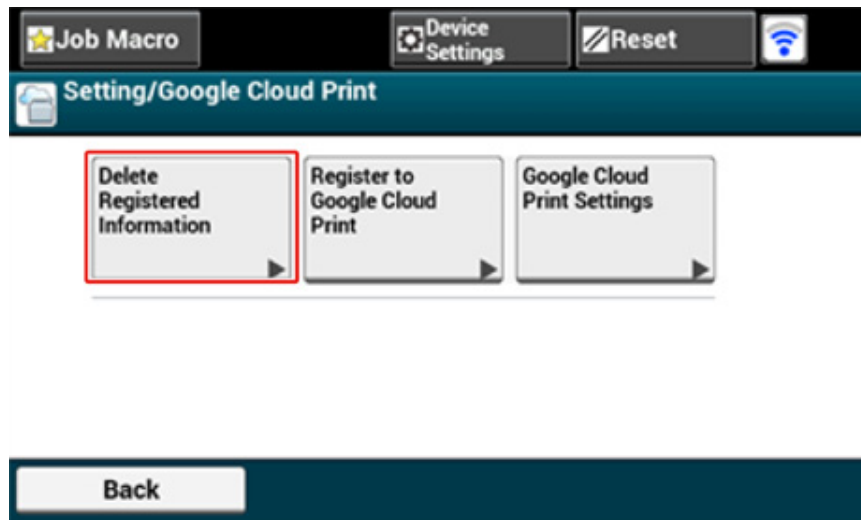 Job Macro
Device
Settings
Reset
Setting/Google Cloud Print
Delete
Registered
Information
Register to
Google Cloud
Print
Google Cloud
Print Settings
Back